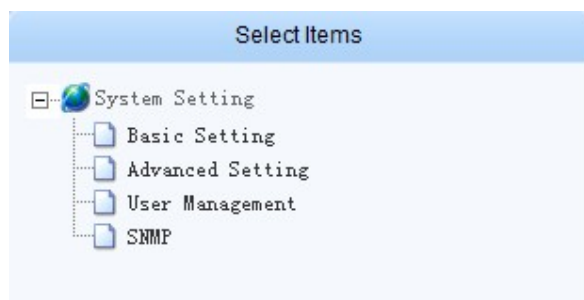 Select Items
System Setting
Basic Setting
Advanced Setting
User Management
SNMP